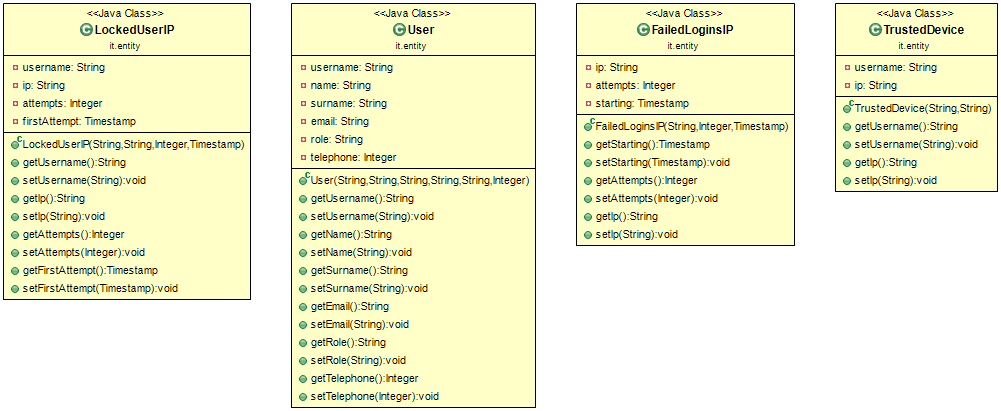 <<Java Class>>
LockedUserIP
it.entity
username: String
ip: String
attempts: Integer
firstAttempt: Timestamp
LockedUserIP(String,String,Integer,Timestamp)
getUsername():String
setUsername(String):void
getIp():String
setIp(String):void
getAttempts():Integer
setAttempts(Integer):void
getFirstAttempt():Timestamp
setFirstAttempt(Timestamp):void
<<Java Class>>
User
it.entity
username: String
name: String
surname: String
email: String
role: String
telephone: Integer
User(String,String,String,String,String,Integer)
getUsername():String
setUsername(String):void
getName():String
setName(String):void
getSurname():String
setSurname(String):void
getEmail():String
setEmail(String):void
getRole():String
setRole(String):void
getTelephone():Integer
setTelephone(Integer):void
<<Java Class>>
FailedLoginsIP
it.entity
ip: String
attempts: Integer
starting: Timestamp
FailedLoginsIP(String,Integer,Timestamp)
getStarting():Timestamp
setStarting(Timestamp):void
getAttempts():Integer
setAttempts(Integer):void
getIp():String
setIp(String):void
<<Java Class>>
TrustedDevice
it.entity
username: String
ip: String
TrustedDevice(String,String)
getUsername():String
setUsername(String):void
getIp():String
setIp(String):void